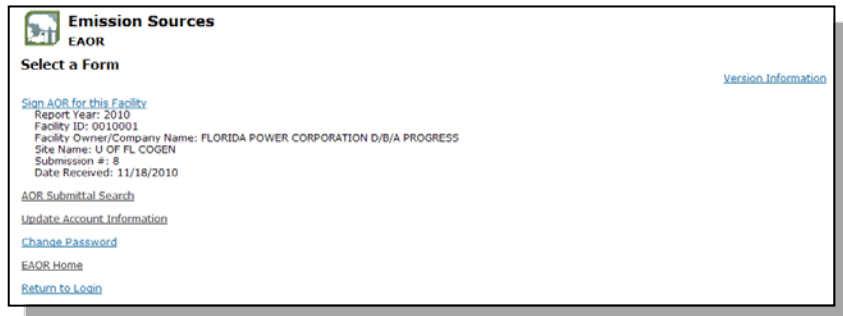 Emission Sources
EAOR
Select a Form
Version Information
Sign AOR for this Facility
Report Year: 2010
Facility ID: 0010001
Facility Owner/Company Name: FLORIDA POWER CORPORATION D/B/A PROGRESS
Site Name: U OF FL COGEN
Submission #: 8
Date Received: 11/18/2010
AOR Submittal Search
Update Account Information
Change Password
EAOR Home
Return to Login